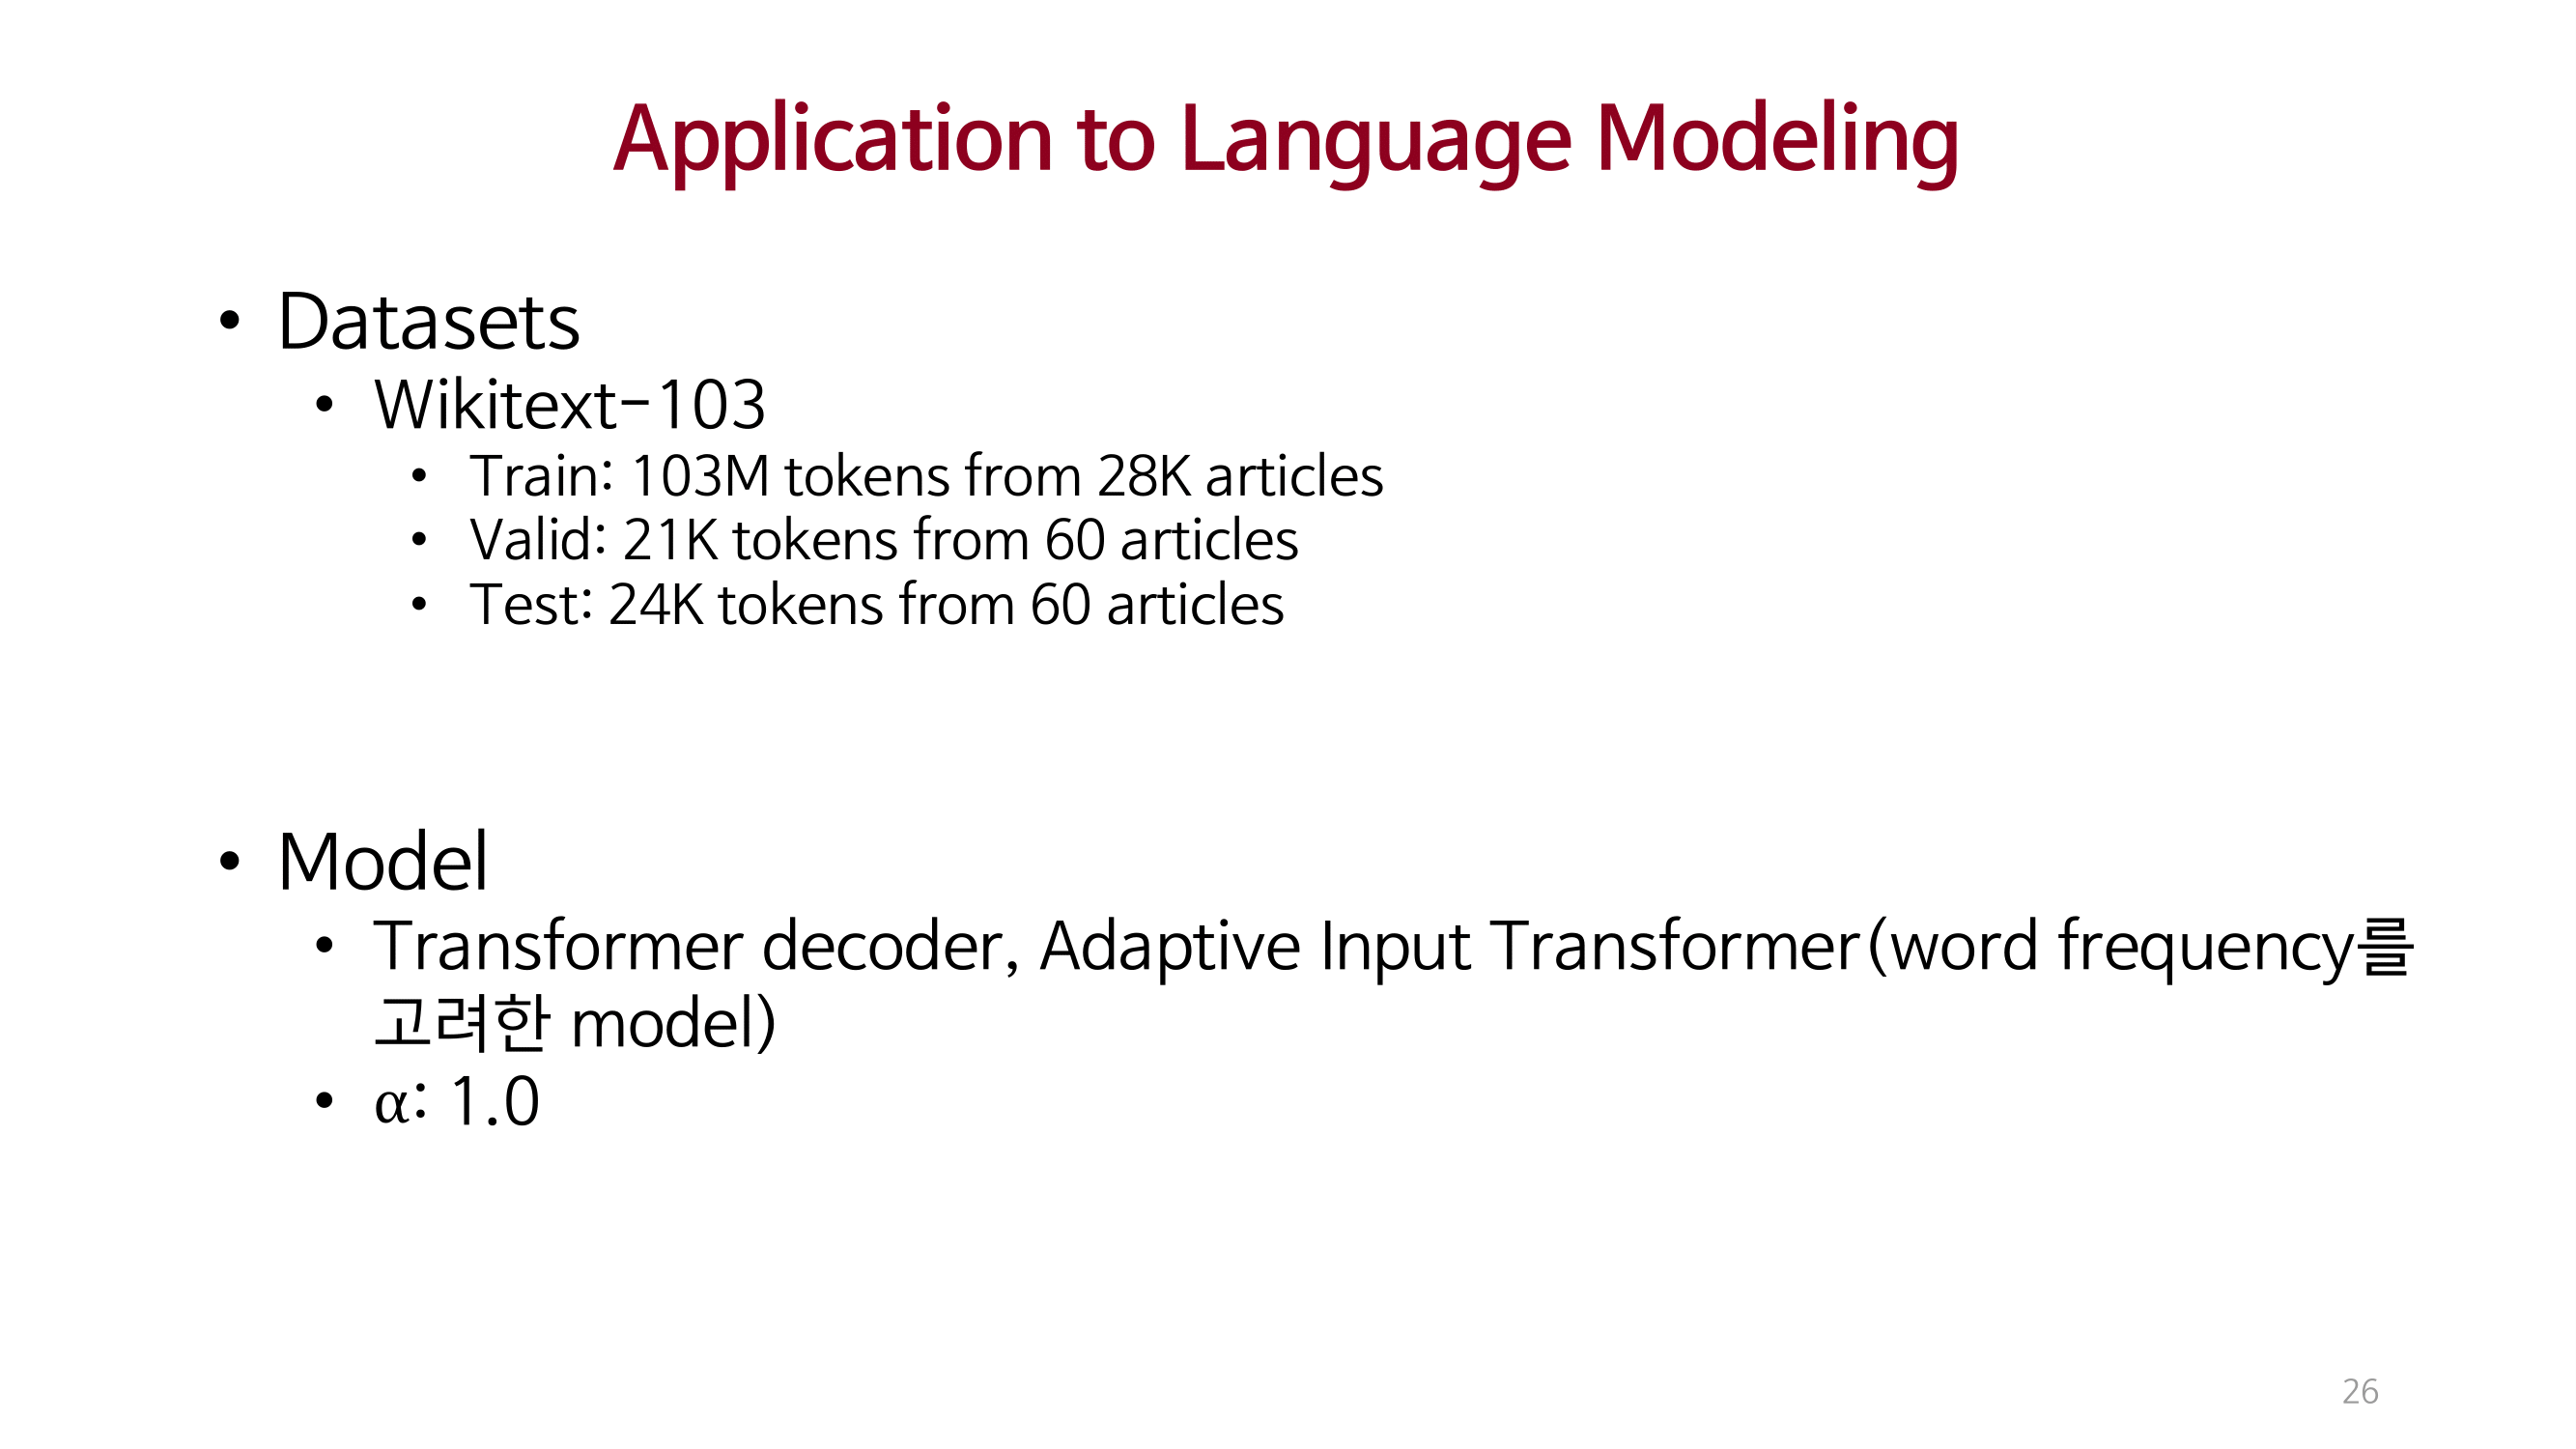 Application to Language Modeling
• Datasets
• Wikitext-103
• Train: 103M tokens from 28K articles
• Valid: 21K tokens from 60 articles
• Test: 24K tokens from 60 articles
• Model
• Transformer decoder, Adaptive Input Transformer(word frequency를
고려한 model)
• α: 1.0
26